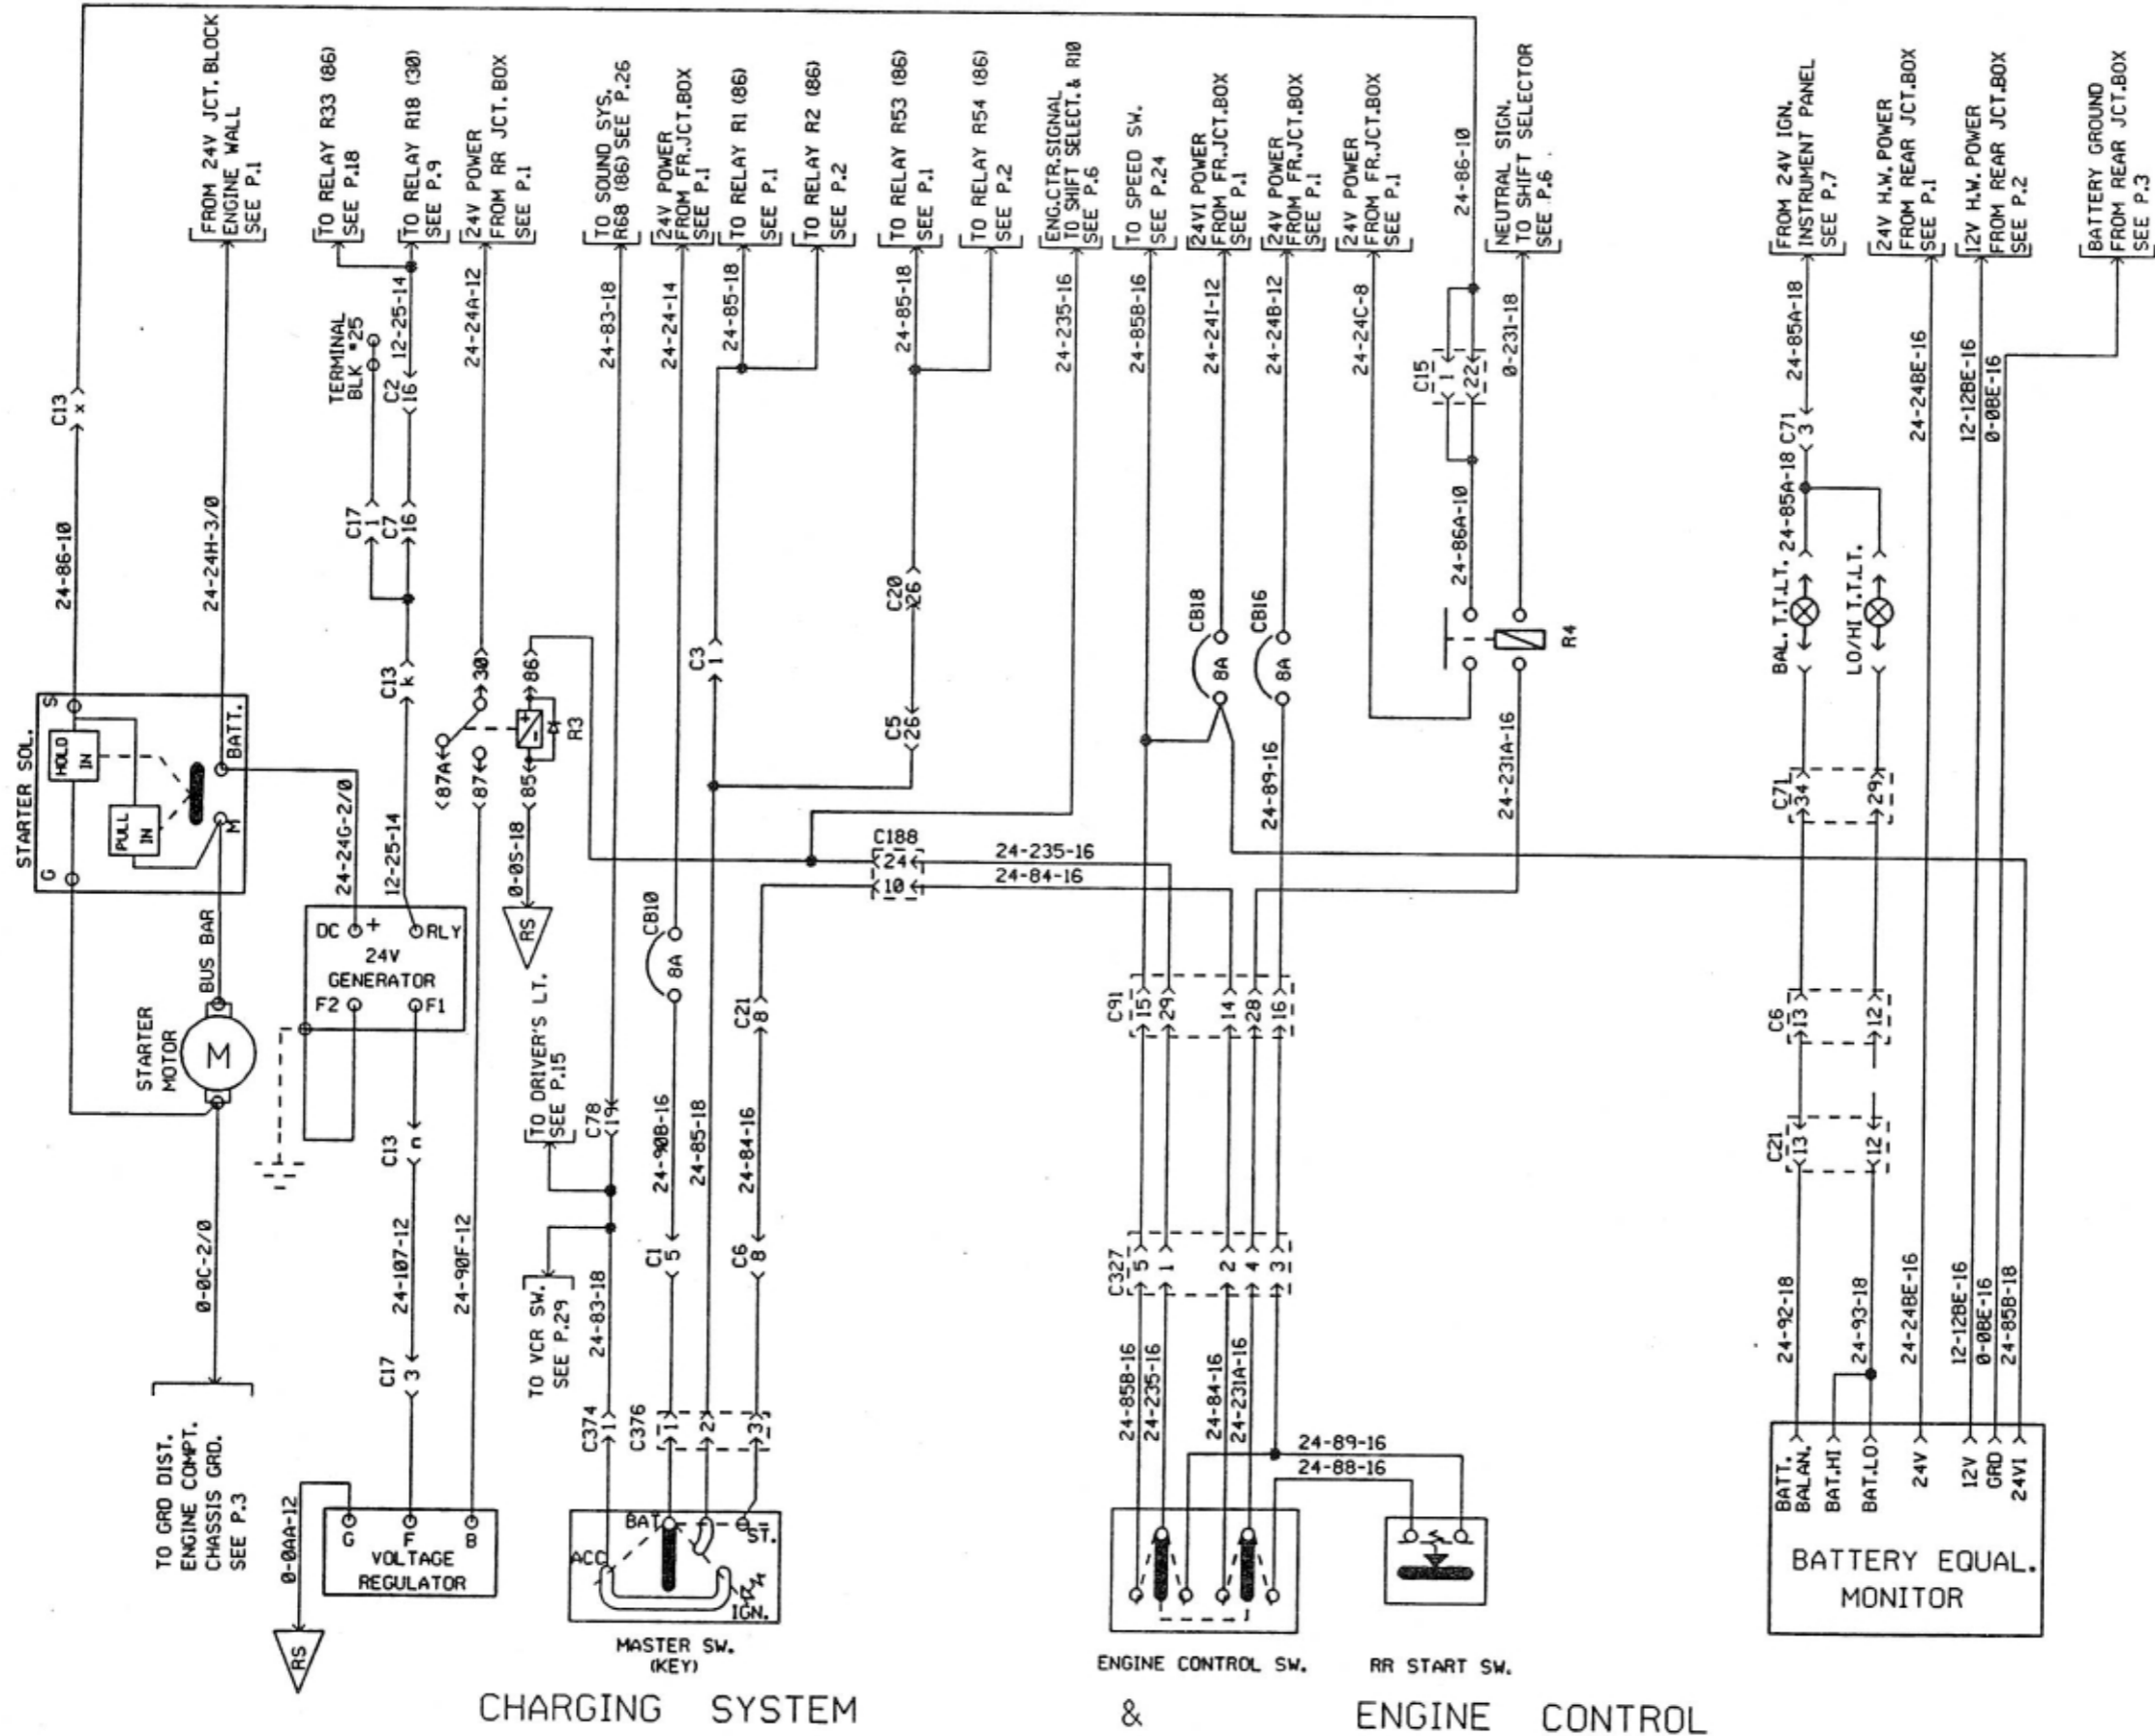 FROM 24V JCT. BLOCK
ENGINE WALL
SEE P.1
TO RELAY R33 (86)
SEE P.18
TO RELAY R18 (30)
SEE P.9
24V POWER
FROM RR JCT. BOX
SEE P.1
TO SOUND SYS.
R68 (86) SEE P.26
24V POWER
FROM FR.JCT.BOX
SEE P.1
TO RELAY R1 (86)
SEE P.1
TO RELAY R2 (86)
SEE P.2
TO RELAY R53 (86)
SEE P.1
TO RELAY R54 (86)
SEE P.2
ENG.CTR.SIGNAL
TO SHIFT SELECT. & R10
SEE P.6
TO SPEED SW.
SEE P.24
24VI POWER
FROM FR.JCT.BOX
SEE P.1
24V POWER
FROM FR.JCT.BOX
SEE P.1
24V POWER
FROM FR.JCT.BOX
SEE P.1
24-86-10
NEUTRAL SIGN.
TO SHIFT SELECTOR
SEE P.6
FROM 24V IGN.
INSTRUMENT PANEL
SEE P.7
24V H.W. POWER
FROM REAR JCT.BOX
SEE P.1
12V H.W. POWER
FROM REAR JCT.BOX
SEE P.2
BATTERY GROUND
FROM REAR JCT.BOX
SEE P.3
C13
x
24-86-10
24-24H-3/0
TERMINAL
BLK #25
12-25-14
C2
16
C17
1
C7
16
24-24A-12
24-83-18
24-24-14
24-85-18
24-85-18
24-235-16
24-85B-16
24-24I-12
24-24B-12
24-24C-8
C15
1
22
0-231-18
24-85A-18
C71
3
24-85A-18
24-24BE-16
12-12BE-16
0-0BE-16
24-86A-10
24-85A-18
BAL. T.T.LT.
LO/HI T.T.LT.
STARTER SOL.
S
HOLD
IN
PULL
IN
G
BATT.
M
C13
k
30
87A
87
86
85
R3
C3
1
C20
26
C5
26
CB18
8A
CB16
8A
R4
24-89-16
24-231A-16
C71
34
29
24-24G-2/0
12-25-14
0-0S-18
RS
C188
24
10
24-235-16
24-84-16
CB10
8A
BUS BAR
STARTER
MOTOR
M
DC
+
RLY
24V
GENERATOR
F2
F1
TO DRIVER'S LT.
SEE P.15
C78
19
C21
8
C91
15
29
14
28
16
C6
13
12
C21
13
12
C13
n
0-0C-2/0
24-107-12
24-90F-12
24-90B-16
24-85-18
24-84-16
TO VCR SW.
SEE P.29
24-83-18
C1
5
C6
8
C327
5
1
2
4
3
24-92-18
24-93-18
24-24BE-16
12-12BE-16
0-0BE-16
24-85B-18
C17
3
C374
1
C376
1
2
3
24-85B-16
24-235-16
24-84-16
24-231A-16
24-89-16
24-88-16
TO GRD DIST.
ENGINE COMPT.
CHASSIS GRD.
SEE P.3
0-0AA-12
RS
G
F
B
VOLTAGE
REGULATOR
BAT
ST.
ACC
IGN.
MASTER SW.
(KEY)
ENGINE CONTROL SW.
RR START SW.
BATT.
BALAN.
BAT.HI
BAT.LO
24V
12V
GRD
24VI
BATTERY EQUAL.
MONITOR
CHARGING SYSTEM & ENGINE CONTROL